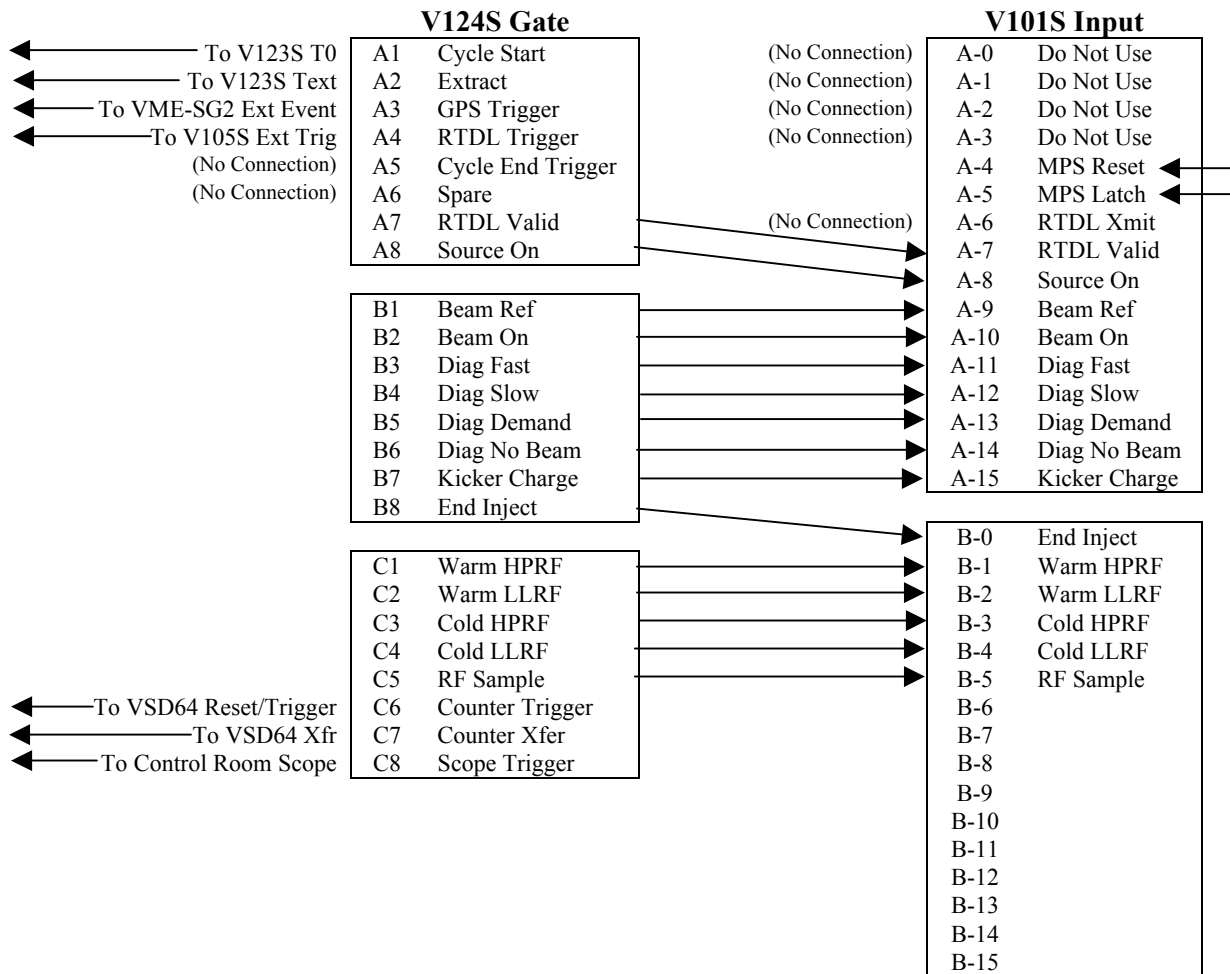 V124S Gate V101S Input
To V123S T0 A1 Cycle Start (No Connection) A-0 Do Not Use
To V123S Text A2 Extract (No Connection) A-1 Do Not Use
To VME-SG2 Ext Event A3 GPS Trigger (No Connection) A-2 Do Not Use
To V105S Ext Trig A4 RTDL Trigger (No Connection) A-3 Do Not Use
(No Connection) A5 Cycle End Trigger A-4 MPS Reset
(No Connection) A6 Spare A-5 MPS Latch
A7 RTDL Valid (No Connection) A-6 RTDL Xmit
A8 Source On A-7 RTDL Valid
A-8 Source On
B1 Beam Ref A-9 Beam Ref
B2 Beam On A-10 Beam On
B3 Diag Fast A-11 Diag Fast
B4 Diag Slow A-12 Diag Slow
B5 Diag Demand A-13 Diag Demand
B6 Diag No Beam A-14 Diag No Beam
B7 Kicker Charge A-15 Kicker Charge
B8 End Inject
B-0 End Inject
C1 Warm HPRF B-1 Warm HPRF
C2 Warm LLRF B-2 Warm LLRF
C3 Cold HPRF B-3 Cold HPRF
C4 Cold LLRF B-4 Cold LLRF
C5 RF Sample B-5 RF Sample
To VSD64 Reset/Trigger C6 Counter Trigger B-6
To VSD64 Xfr C7 Counter Xfer B-7
To Control Room Scope C8 Scope Trigger B-8
B-9
B-10
B-11
B-12
B-13
B-14
B-15